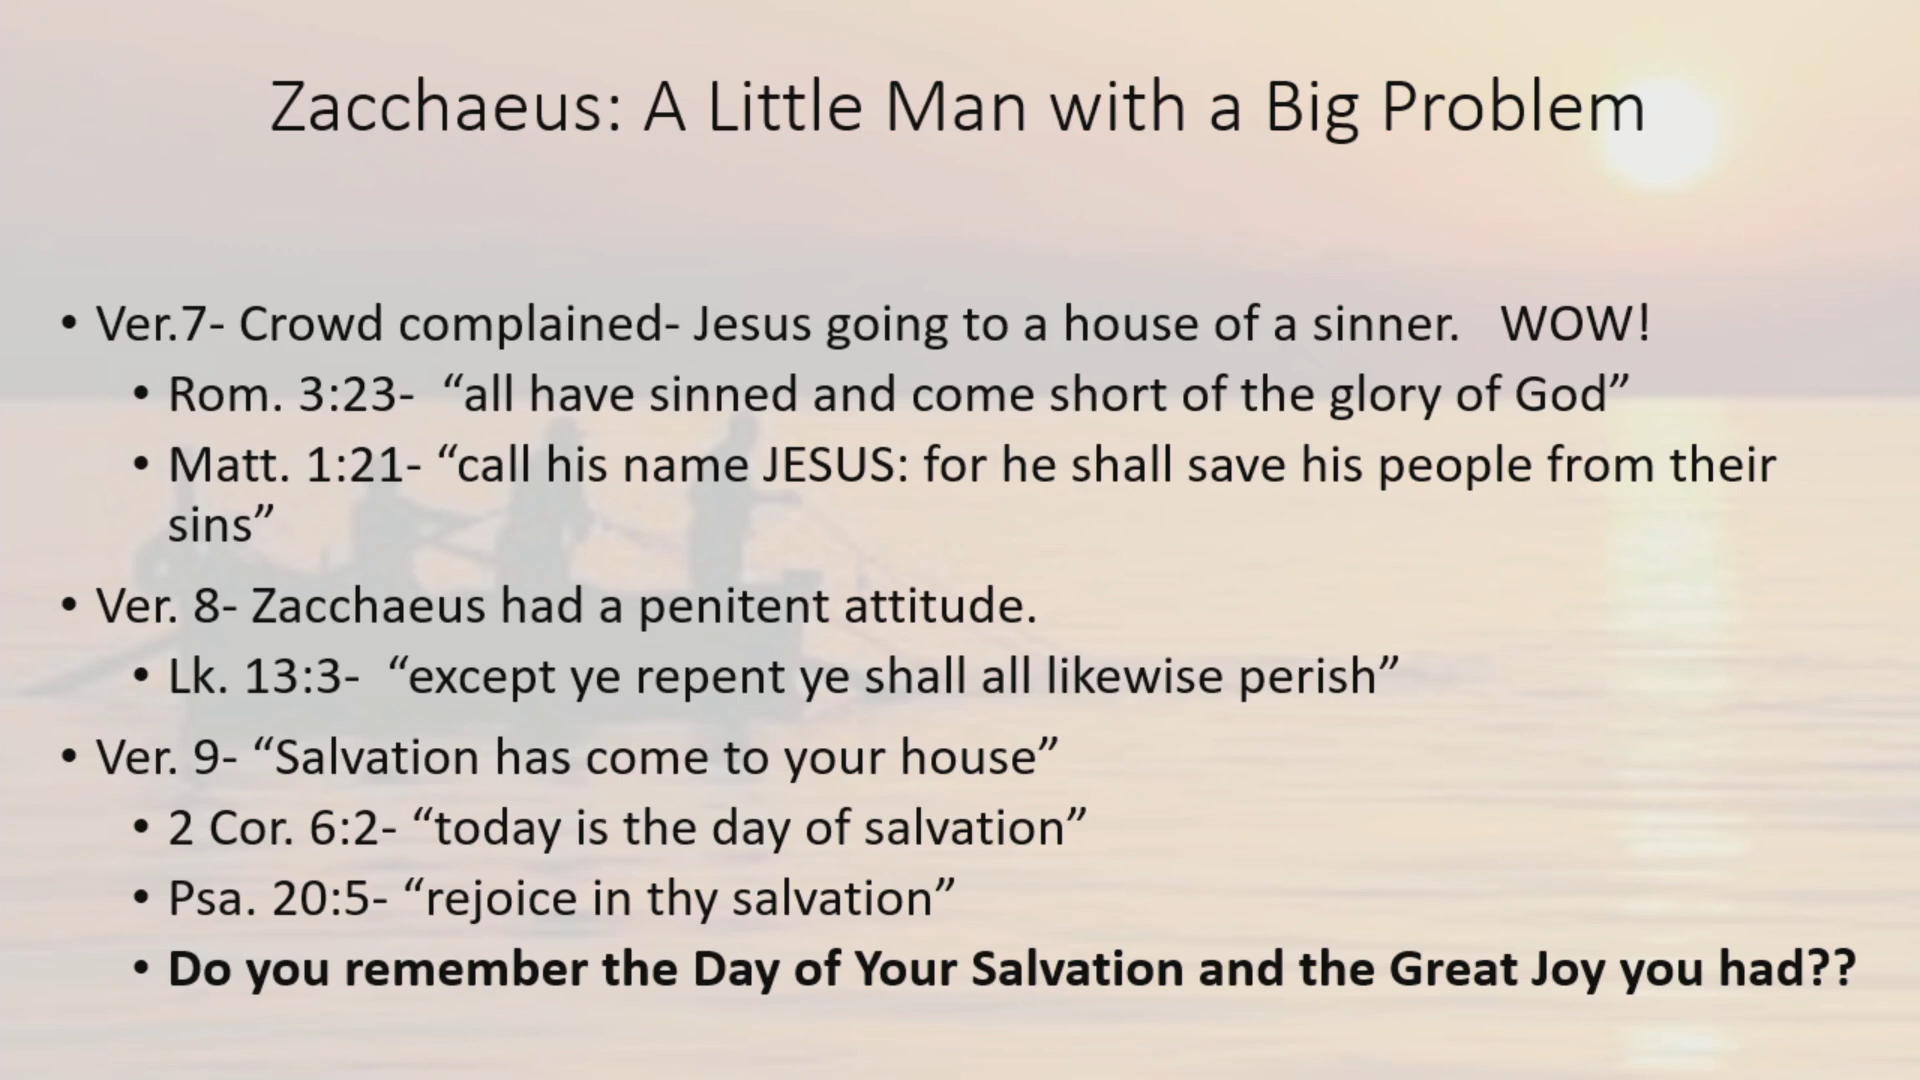 Zacchaeus: A Little Man with a Big Problem
• Ver.7- Crowd complained- Jesus going to a house of a sinner.   WOW!
• Rom. 3:23-  “all have sinned and come short of the glory of God”
• Matt. 1:21- “call his name JESUS: for he shall save his people from their
sins”
• Ver. 8- Zacchaeus had a penitent attitude.
• Lk. 13:3-  “except ye repent ye shall all likewise perish”
• Ver. 9- “Salvation has come to your house”
• 2 Cor. 6:2- “today is the day of salvation”
• Psa. 20:5- “rejoice in thy salvation”
• Do you remember the Day of Your Salvation and the Great Joy you had??